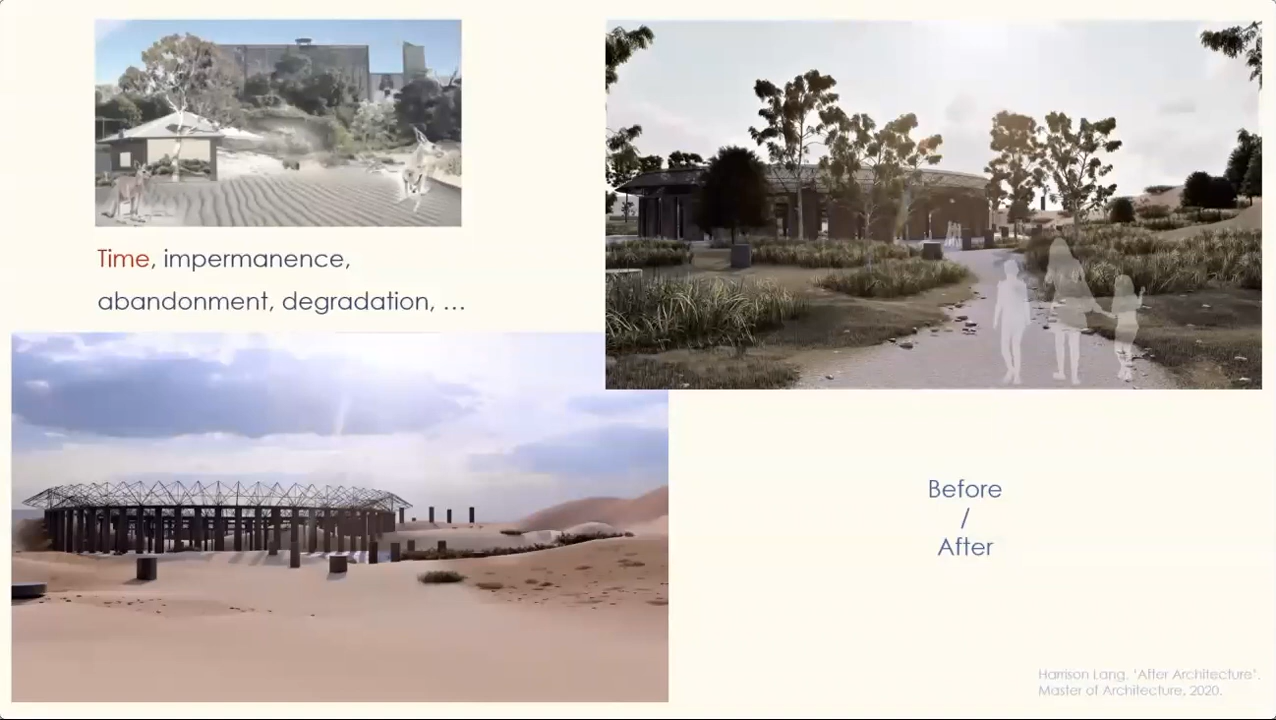 Time, impermanence,
abandonment, degradation, ...
Before
/
After
Harrison Lang, 'After Architecture',
Master of Architecture, 2020.